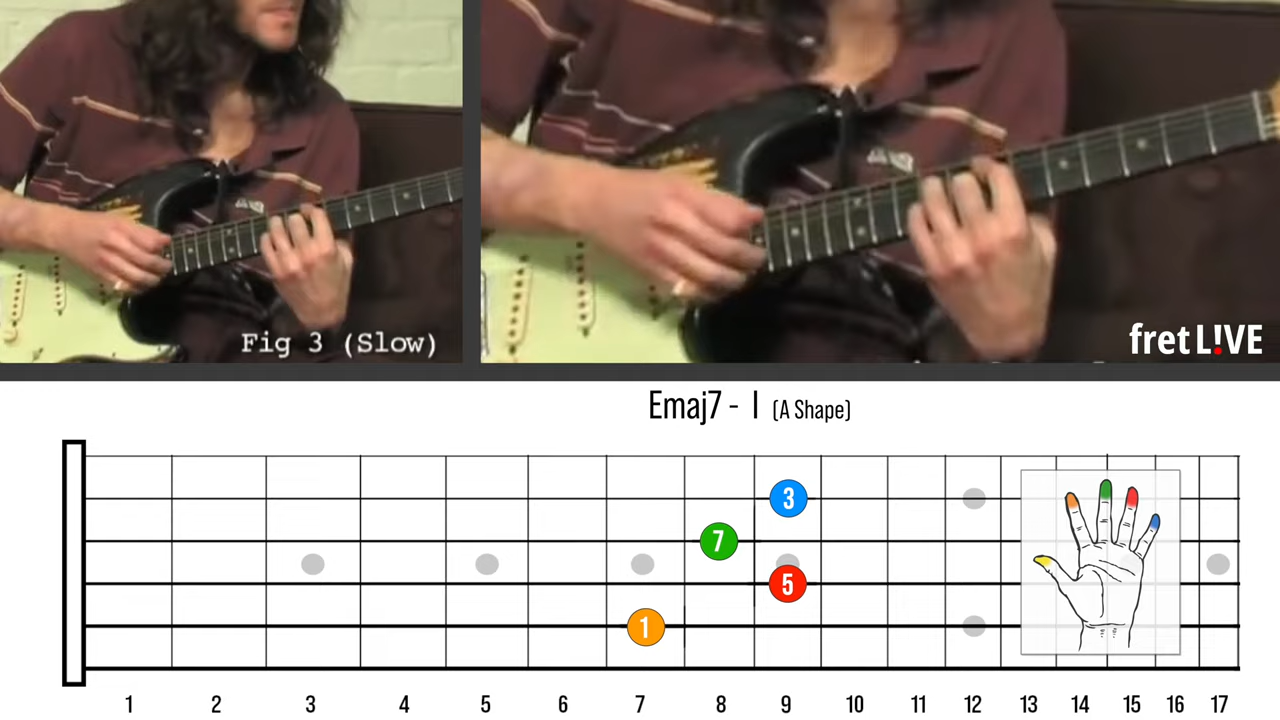 Fig 3 (Slow)
fret L!VE
Emaj7 - I (A Shape)
3
7
5
1
1 2 3 4 5 6 7 8 9 10 11 12 13 14 15 16 17